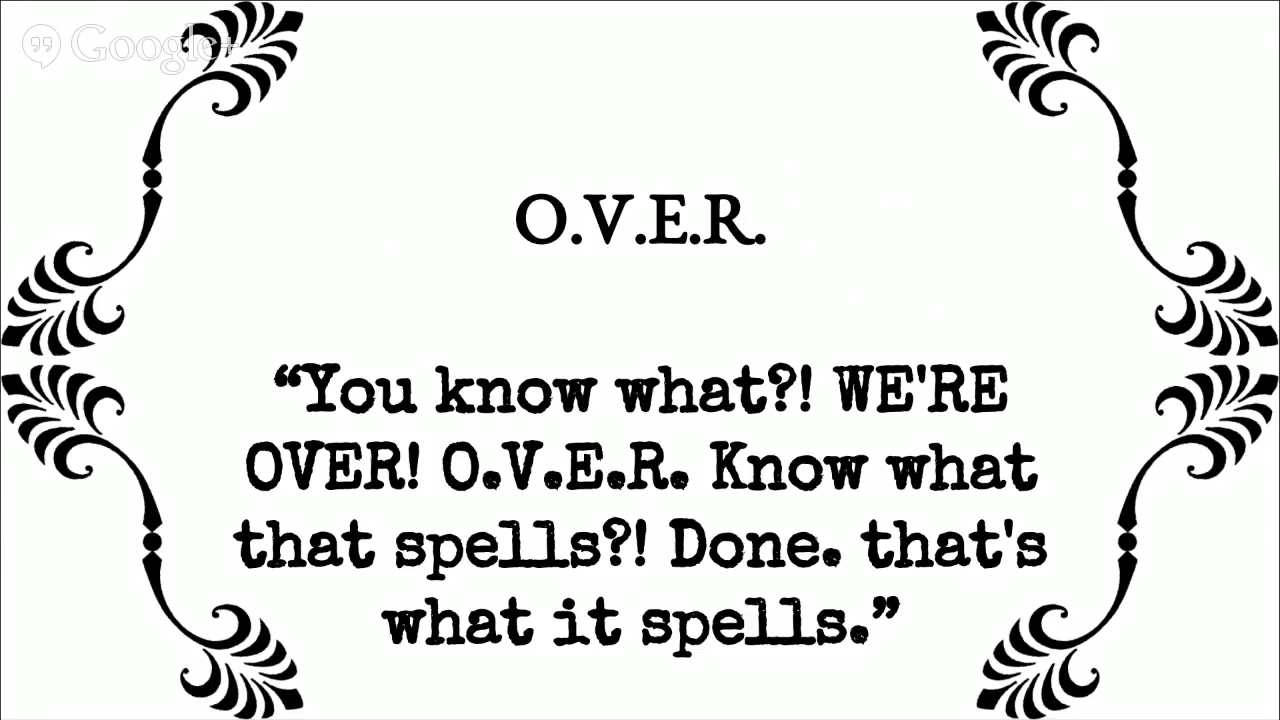 Google+
O.V.E.R.
“You know what?! WE'RE
OVER! O.V.E.R. Know what
that spells?! Done. that's
what it spells.”